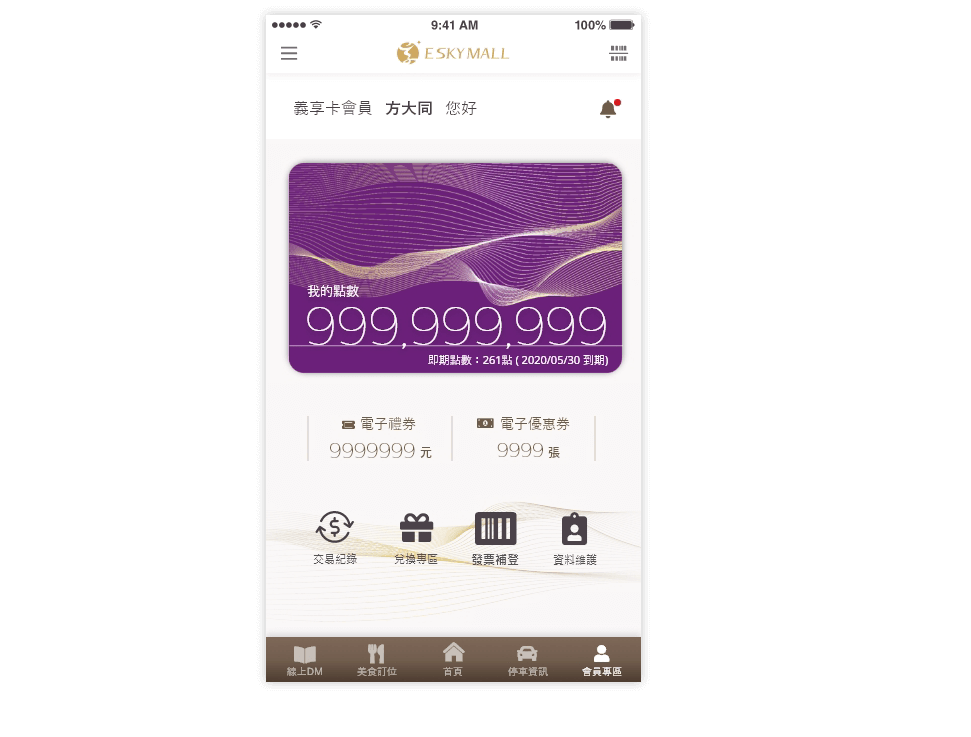 9:41 AM 100%
E SKY MALL
義享卡會員 方大同 您好
我的點數
999,999,999
即期點數：261點 ( 2020/05/30 到期)
電子禮券 電子優惠券
9999999 元 9999 張
交易紀錄 兌換專區 發票補登 資料維護
線上DM 美食訂位 首頁 停車資訊 會員專區